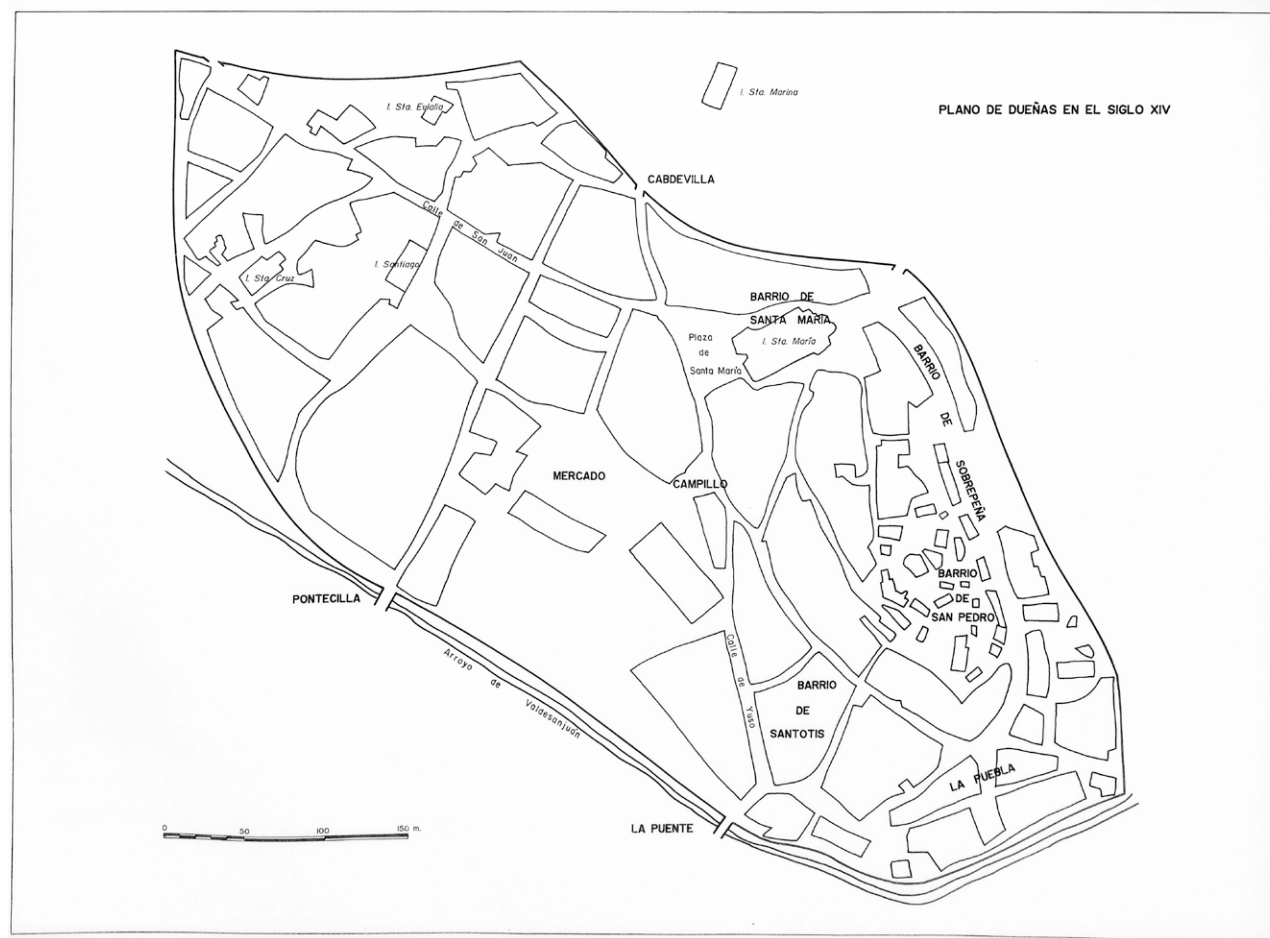 PLANO DE DUEÑAS EN EL SIGLO XIV
I. Sta. Marina
I. Sta. Eulalia
CABDEVILLA
Calle de San Juan
I. Santiago
I. Sta. Cruz
BARRIO DE
SANTA MARIA
I. Sta. María
Plaza
de
Santa María
BARRIO
DE
SOBREPEÑA
MERCADO
CAMPILLO
BARRIO
DE
SAN PEDRO
PONTECILLA
Arroyo de Valdesanjuán
Calle de Yuso
BARRIO
DE
SANTOTIS
LA PUEBLA
LA PUENTE
0 50 100 150 m.